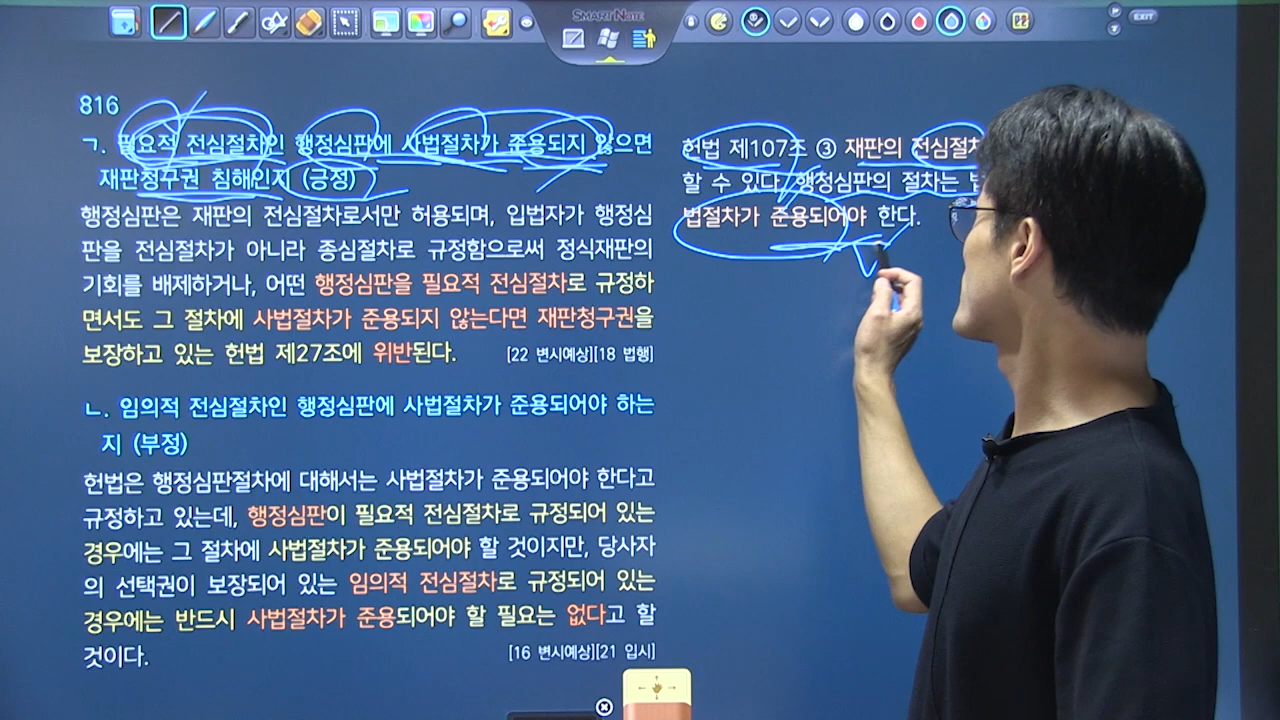 SMART NOTE
EXIT
816
ㄱ. 필요적 전심절차인 행정심판에 사법절차가 준용되지 않으면
재판청구권 침해인지 (긍정)
행정심판은 재판의 전심절차로서만 허용되며, 입법자가 행정심
판을 전심절차가 아니라 종심절차로 규정함으로써 정식재판의
기회를 배제하거나, 어떤 행정심판을 필요적 전심절차로 규정하
면서도 그 절차에 사법절차가 준용되지 않는다면 재판청구권을
보장하고 있는 헌법 제27조에 위반된다. [22 변시예상][18 법행]
ㄴ. 임의적 전심절차인 행정심판에 사법절차가 준용되어야 하는
지 (부정)
헌법은 행정심판절차에 대해서는 사법절차가 준용되어야 한다고
규정하고 있는데, 행정심판이 필요적 전심절차로 규정되어 있는
경우에는 그 절차에 사법절차가 준용되어야 할 것이지만, 당사자
의 선택권이 보장되어 있는 임의적 전심절차로 규정되어 있는
경우에는 반드시 사법절차가 준용되어야 할 필요는 없다고 할
것이다. [16 변시예상][21 입시]
헌법 제107조 ③ 재판의 전심절차
할 수 있다. 행정심판의 절차는 법
법절차가 준용되어야 한다.